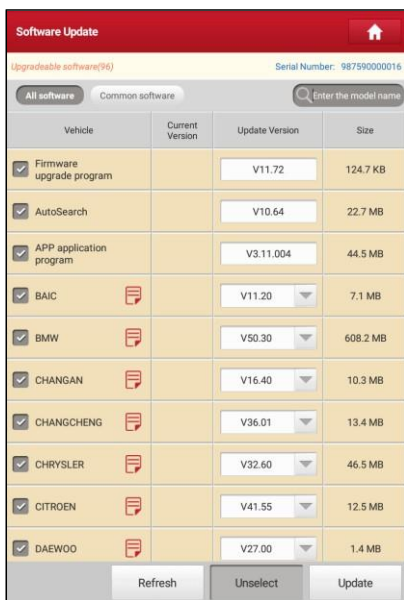 Software Update
Upgradeable software(96)
Serial Number: 987590000016
All software
Common software
Enter the model name
Vehicle
Current
Version
Update Version
Size
Firmware
upgrade program
V11.72
124.7 KB
AutoSearch
V10.64
22.7 MB
APP application
program
V3.11.004
44.5 MB
BAIC
V11.20
7.1 MB
BMW
V50.30
608.2 MB
CHANGAN
V16.40
10.3 MB
CHANGCHENG
V36.01
13.4 MB
CHRYSLER
V32.60
46.5 MB
CITROEN
V41.55
12.5 MB
DAEWOO
V27.00
1.4 MB
Refresh
Unselect
Update